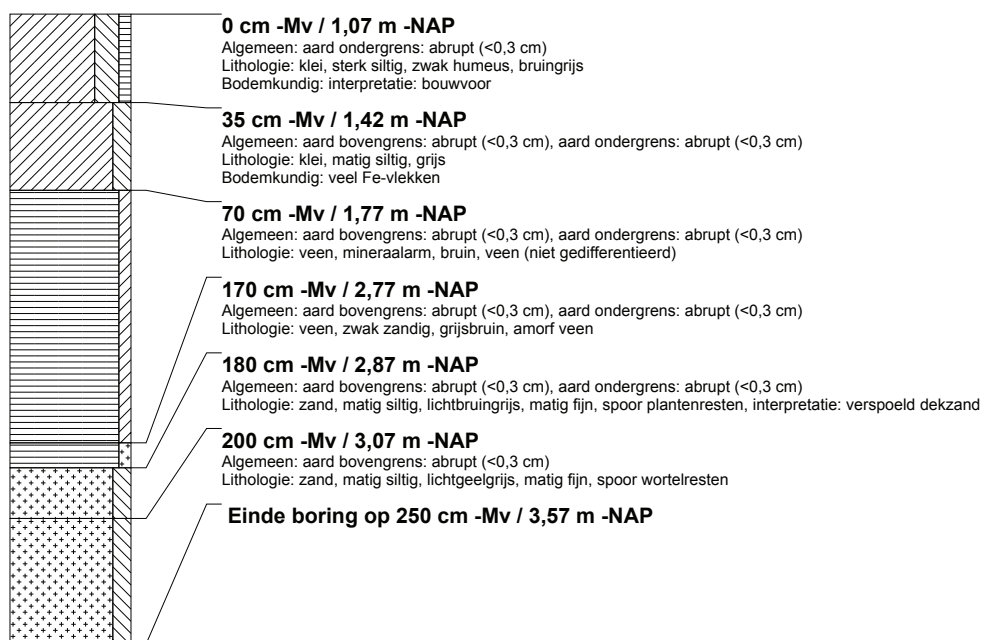 0 cm -Mv / 1,07 m -NAP
Algemeen: aard ondergrens: abrupt (<0,3 cm)
Lithologie: klei, sterk siltig, zwak humeus, bruingrijs
Bodemkundig: interpretatie: bouwvoor
35 cm -Mv / 1,42 m -NAP
Algemeen: aard bovengrens: abrupt (<0,3 cm), aard ondergrens: abrupt (<0,3 cm)
Lithologie: klei, matig siltig, grijs
Bodemkundig: veel Fe-vlekken
70 cm -Mv / 1,77 m -NAP
Algemeen: aard bovengrens: abrupt (<0,3 cm), aard ondergrens: abrupt (<0,3 cm)
Lithologie: veen, mineraalarm, bruin, veen (niet gedifferentieerd)
170 cm -Mv / 2,77 m -NAP
Algemeen: aard bovengrens: abrupt (<0,3 cm), aard ondergrens: abrupt (<0,3 cm)
Lithologie: veen, zwak zandig, grijsbruin, amorf veen
180 cm -Mv / 2,87 m -NAP
Algemeen: aard bovengrens: abrupt (<0,3 cm), aard ondergrens: abrupt (<0,3 cm)
Lithologie: zand, matig siltig, lichtbruingrijs, matig fijn, spoor plantenresten, interpretatie: verspoeld dekzand
200 cm -Mv / 3,07 m -NAP
Algemeen: aard bovengrens: abrupt (<0,3 cm)
Lithologie: zand, matig siltig, lichtgeelgrijs, matig fijn, spoor wortelresten
Einde boring op 250 cm -Mv / 3,57 m -NAP